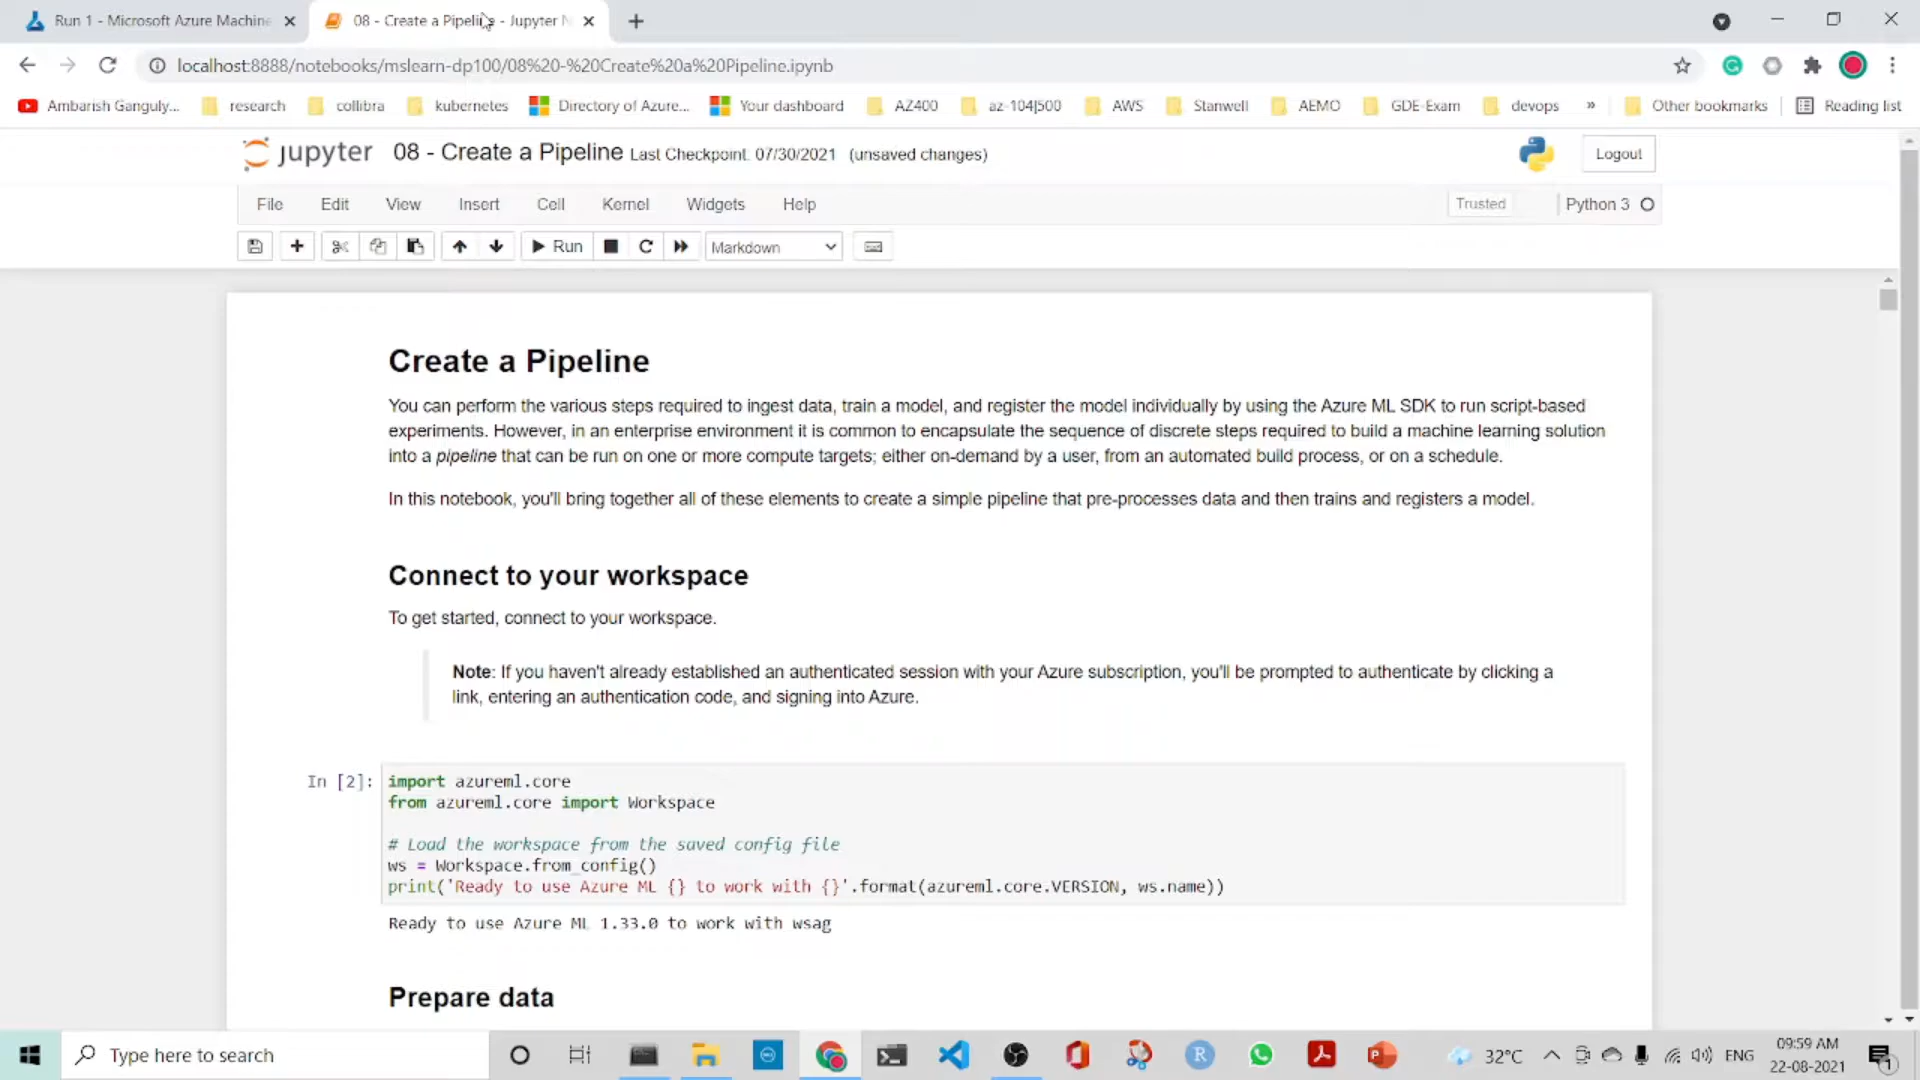 Run 1 - Microsoft Azure Machine
08 - Create a Pipeline - Jupyter N
localhost:8888/notebooks/mslearn-dp100/08%20-%20Create%20a%20Pipeline.ipynb
Ambarish Ganguly...
research
collibra
kubernetes
Directory of Azure...
Your dashboard
AZ400
az-104|500
AWS
Stanwell
AEMO
GDE-Exam
devops
»
Other bookmarks
Reading list
jupyter 08 - Create a Pipeline Last Checkpoint: 07/30/2021 (unsaved changes)
Logout
File Edit View Insert Cell Kernel Widgets Help
Trusted
Python 3
Run
Markdown
Create a Pipeline
You can perform the various steps required to ingest data, train a model, and register the model individually by using the Azure ML SDK to run script-based
experiments. However, in an enterprise environment it is common to encapsulate the sequence of discrete steps required to build a machine learning solution
into a pipeline that can be run on one or more compute targets; either on-demand by a user, from an automated build process, or on a schedule.
In this notebook, you'll bring together all of these elements to create a simple pipeline that pre-processes data and then trains and registers a model.
Connect to your workspace
To get started, connect to your workspace.
Note: If you haven't already established an authenticated session with your Azure subscription, you'll be prompted to authenticate by clicking a
link, entering an authentication code, and signing into Azure.
In [2]:
import azureml.core
from azureml.core import Workspace
# Load the workspace from the saved config file
ws = Workspace.from_config()
print('Ready to use Azure ML {} to work with {}'.format(azureml.core.VERSION, ws.name))
Ready to use Azure ML 1.33.0 to work with wsag
Prepare data
Type here to search
32°C
ENG
09:59 AM
22-08-2021
1